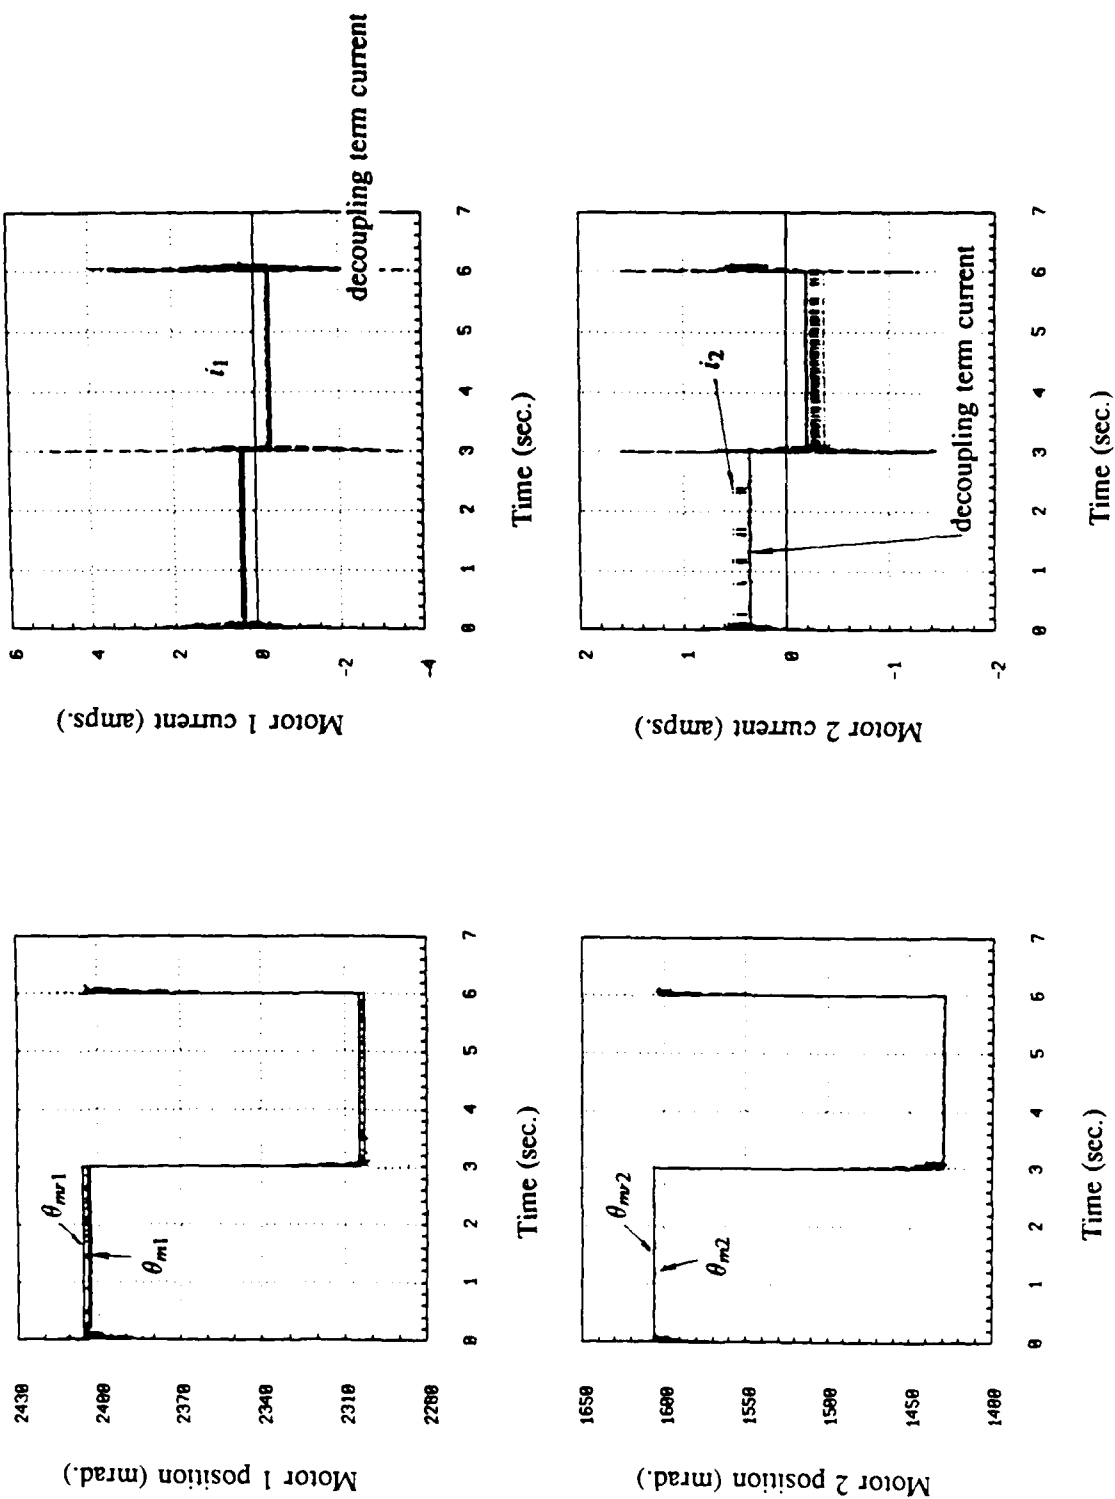 2430
2400
2370
2340
2310
2280
Motor 1 position (mrad.)
θmr1
θm1
0 1 2 3 4 5 6 7
Time (sec.)
6
4
2
0
-2
-4
Motor 1 current (amps.)
i1
decoupling term current
0 1 2 3 4 5 6 7
Time (sec.)
1650
1600
1550
1500
1450
1400
Motor 2 position (mrad.)
θmr2
θm2
0 1 2 3 4 5 6 7
Time (sec.)
2
1
0
-1
-2
Motor 2 current (amps.)
i2
decoupling term current
0 1 2 3 4 5 6 7
Time (sec.)